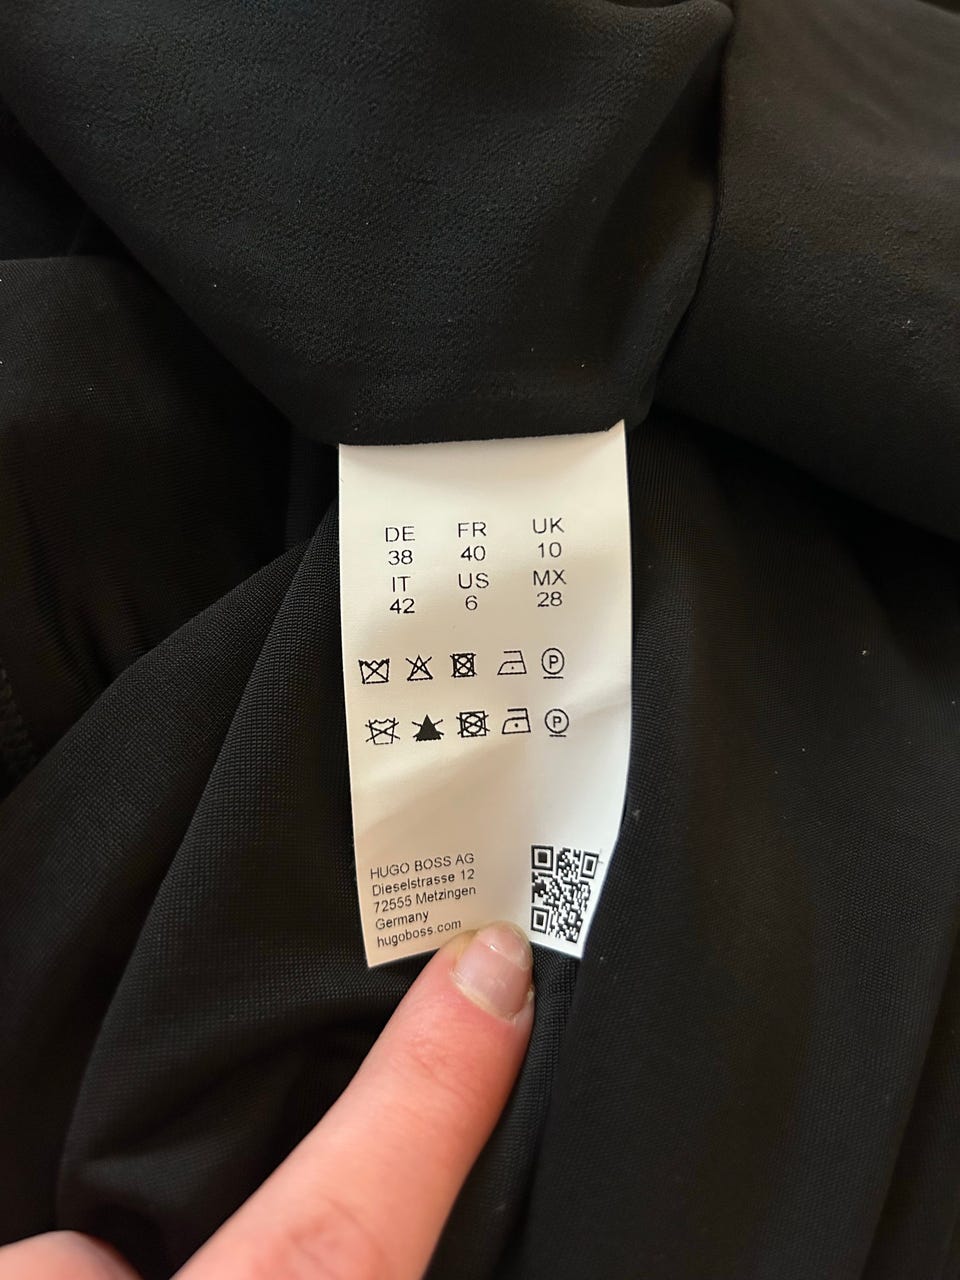 DE FR UK
38 40 10
IT US MX
42 6 28
P
P
HUGO BOSS AG
Dieselstrasse 12
72555 Metzingen
Germany
hugoboss.com